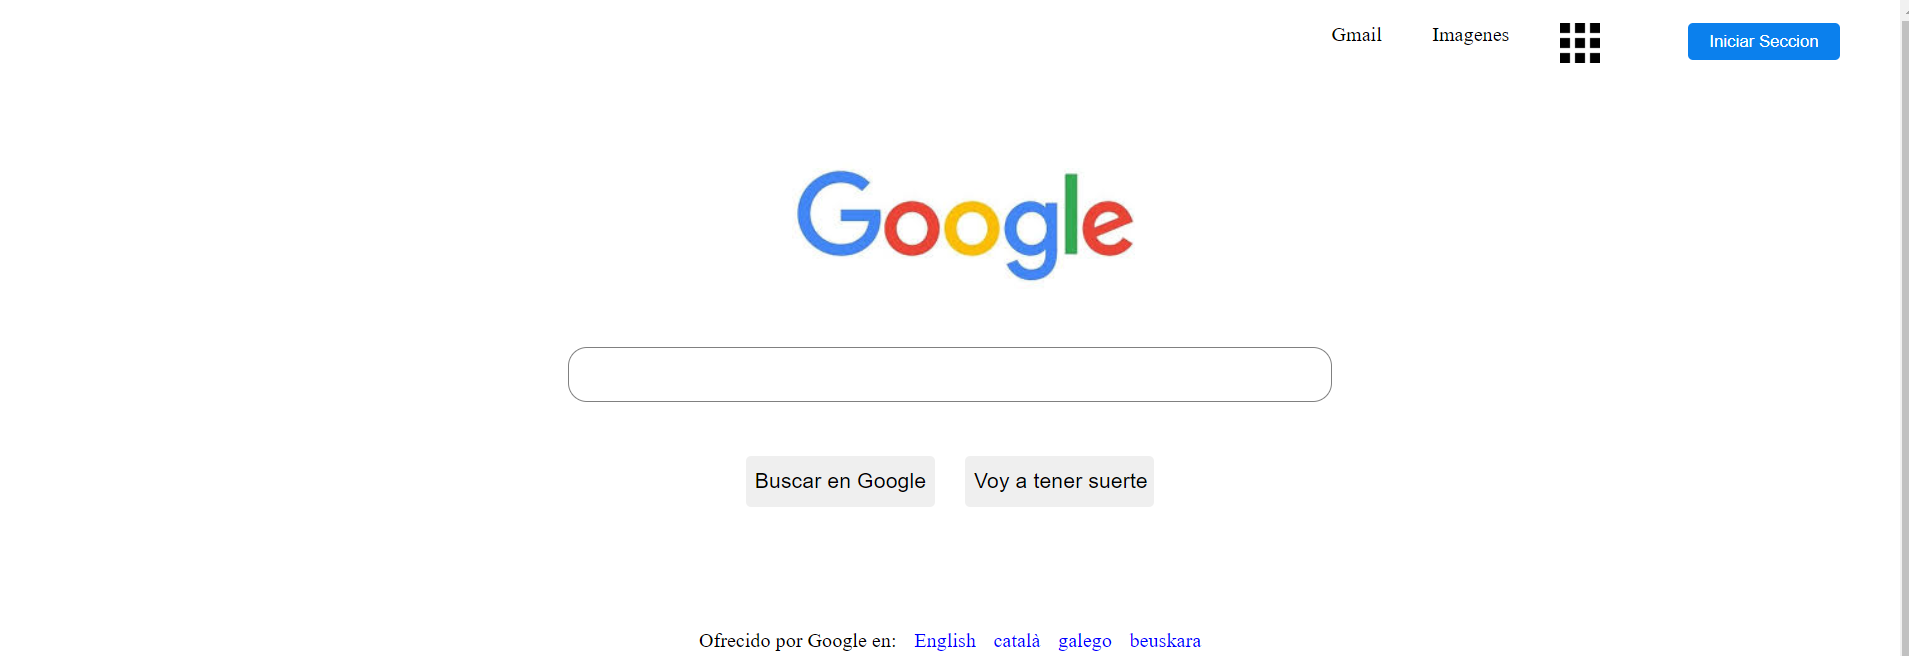 Gmail Imagenes Iniciar Seccion
Google
Buscar en Google Voy a tener suerte
Ofrecido por Google en: English català galego beuskara